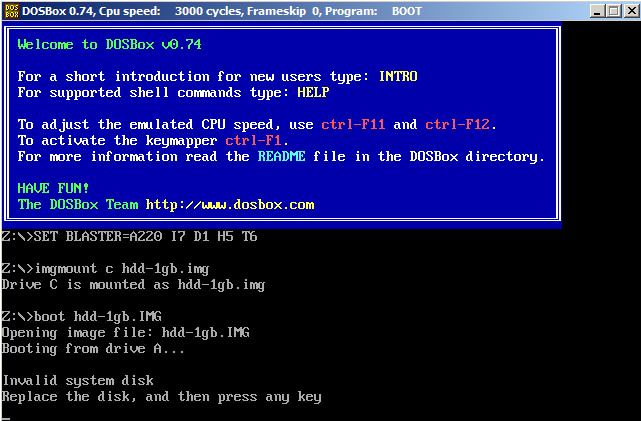 DOSBox 0.74, Cpu speed: 3000 cycles, Frameskip 0, Program: BOOT
Welcome to DOSBox v0.74
For a short introduction for new users type: INTRO
For supported shell commands type: HELP
To adjust the emulated CPU speed, use ctrl-F11 and ctrl-F12.
To activate the keymapper ctrl-F1.
For more information read the README file in the DOSBox directory.
HAVE FUN!
The DOSBox Team http://www.dosbox.com
Z:\>SET BLASTER=A220 I7 D1 H5 T6
Z:\>imgmount c hdd-1gb.img
Drive C is mounted as hdd-1gb.img
Z:\>boot hdd-1gb.IMG
Opening image file: hdd-1gb.IMG
Booting from drive A...
Invalid system disk
Replace the disk, and then press any key
_